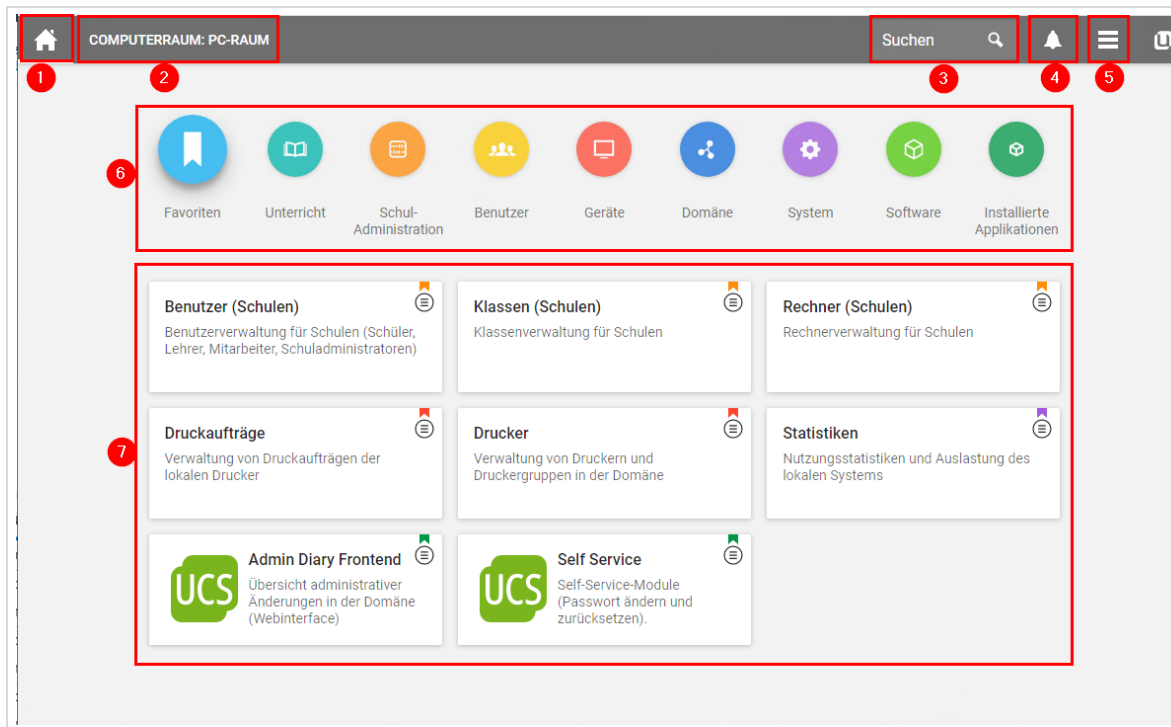 COMPUTERRAUM: PC-RAUM
Suchen
1
2
3
4
5
6
Favoriten
Unterricht
Schul-
Administration
Benutzer
Geräte
Domäne
System
Software
Installierte
Applikationen
7
Benutzer (Schulen)
Benutzerverwaltung für Schulen (Schüler,
Lehrer, Mitarbeiter, Schuladministratoren)
Klassen (Schulen)
Klassenverwaltung für Schulen
Rechner (Schulen)
Rechnerverwaltung für Schulen
Druckaufträge
Verwaltung von Druckaufträgen der
lokalen Drucker
Drucker
Verwaltung von Druckern und
Druckergruppen in der Domäne
Statistiken
Nutzungsstatistiken und Auslastung des
lokalen Systems
UCS
Admin Diary Frontend
Übersicht administrativer
Änderungen in der Domäne
(Webinterface)
UCS
Self Service
Self-Service-Module
(Passwort ändern und
zurücksetzen).